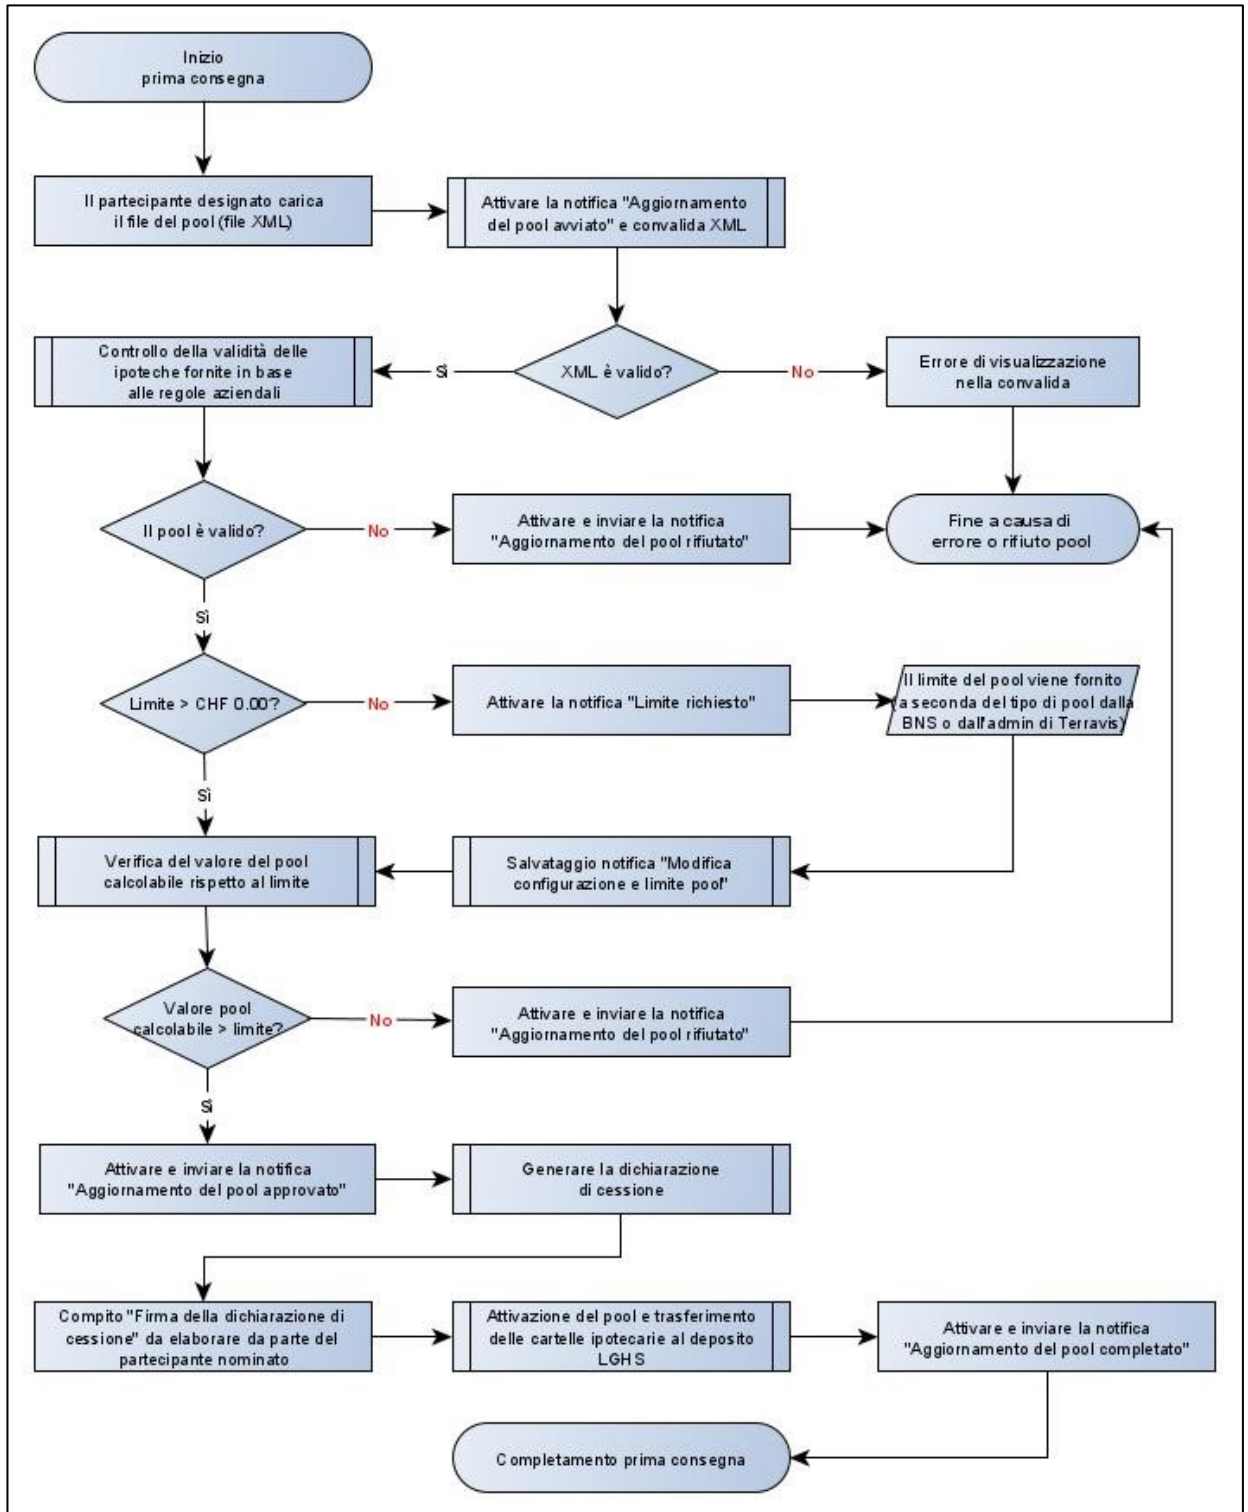 Inizio
prima consegna
Il partecipante designato carica
il file del pool (file XML)
Attivare la notifica "Aggiornamento
del pool avviato" e convalida XML
Controllo della validità delle
ipoteche fornite in base
alle regole aziendali
Sì
XML è valido?
No
Errore di visualizzazione
nella convalida
Il pool è valido?
No
Attivare e inviare la notifica
"Aggiornamento del pool rifiutato"
Fine a causa di
errore o rifiuto pool
Sì
Limite > CHF 0.00?
No
Attivare la notifica "Limite richiesto"
Il limite del pool viene fornito
(a seconda del tipo di pool dalla
BNS o dall'admin di Terravis)
Sì
Verifica del valore del pool
calcolabile rispetto al limite
Salvataggio notifica "Modifica
configurazione e limite pool"
Valore pool
calcolabile > limite?
No
Attivare e inviare la notifica
"Aggiornamento del pool rifiutato"
Sì
Attivare e inviare la notifica
"Aggiornamento del pool approvato"
Generare la dichiarazione
di cessione
Compito "Firma della dichiarazione di
cessione" da elaborare da parte del
partecipante nominato
Attivazione del pool e trasferimento
delle cartelle ipotecarie al deposito
LGHS
Attivare e inviare la notifica
"Aggiornamento del pool completato"
Completamento prima consegna